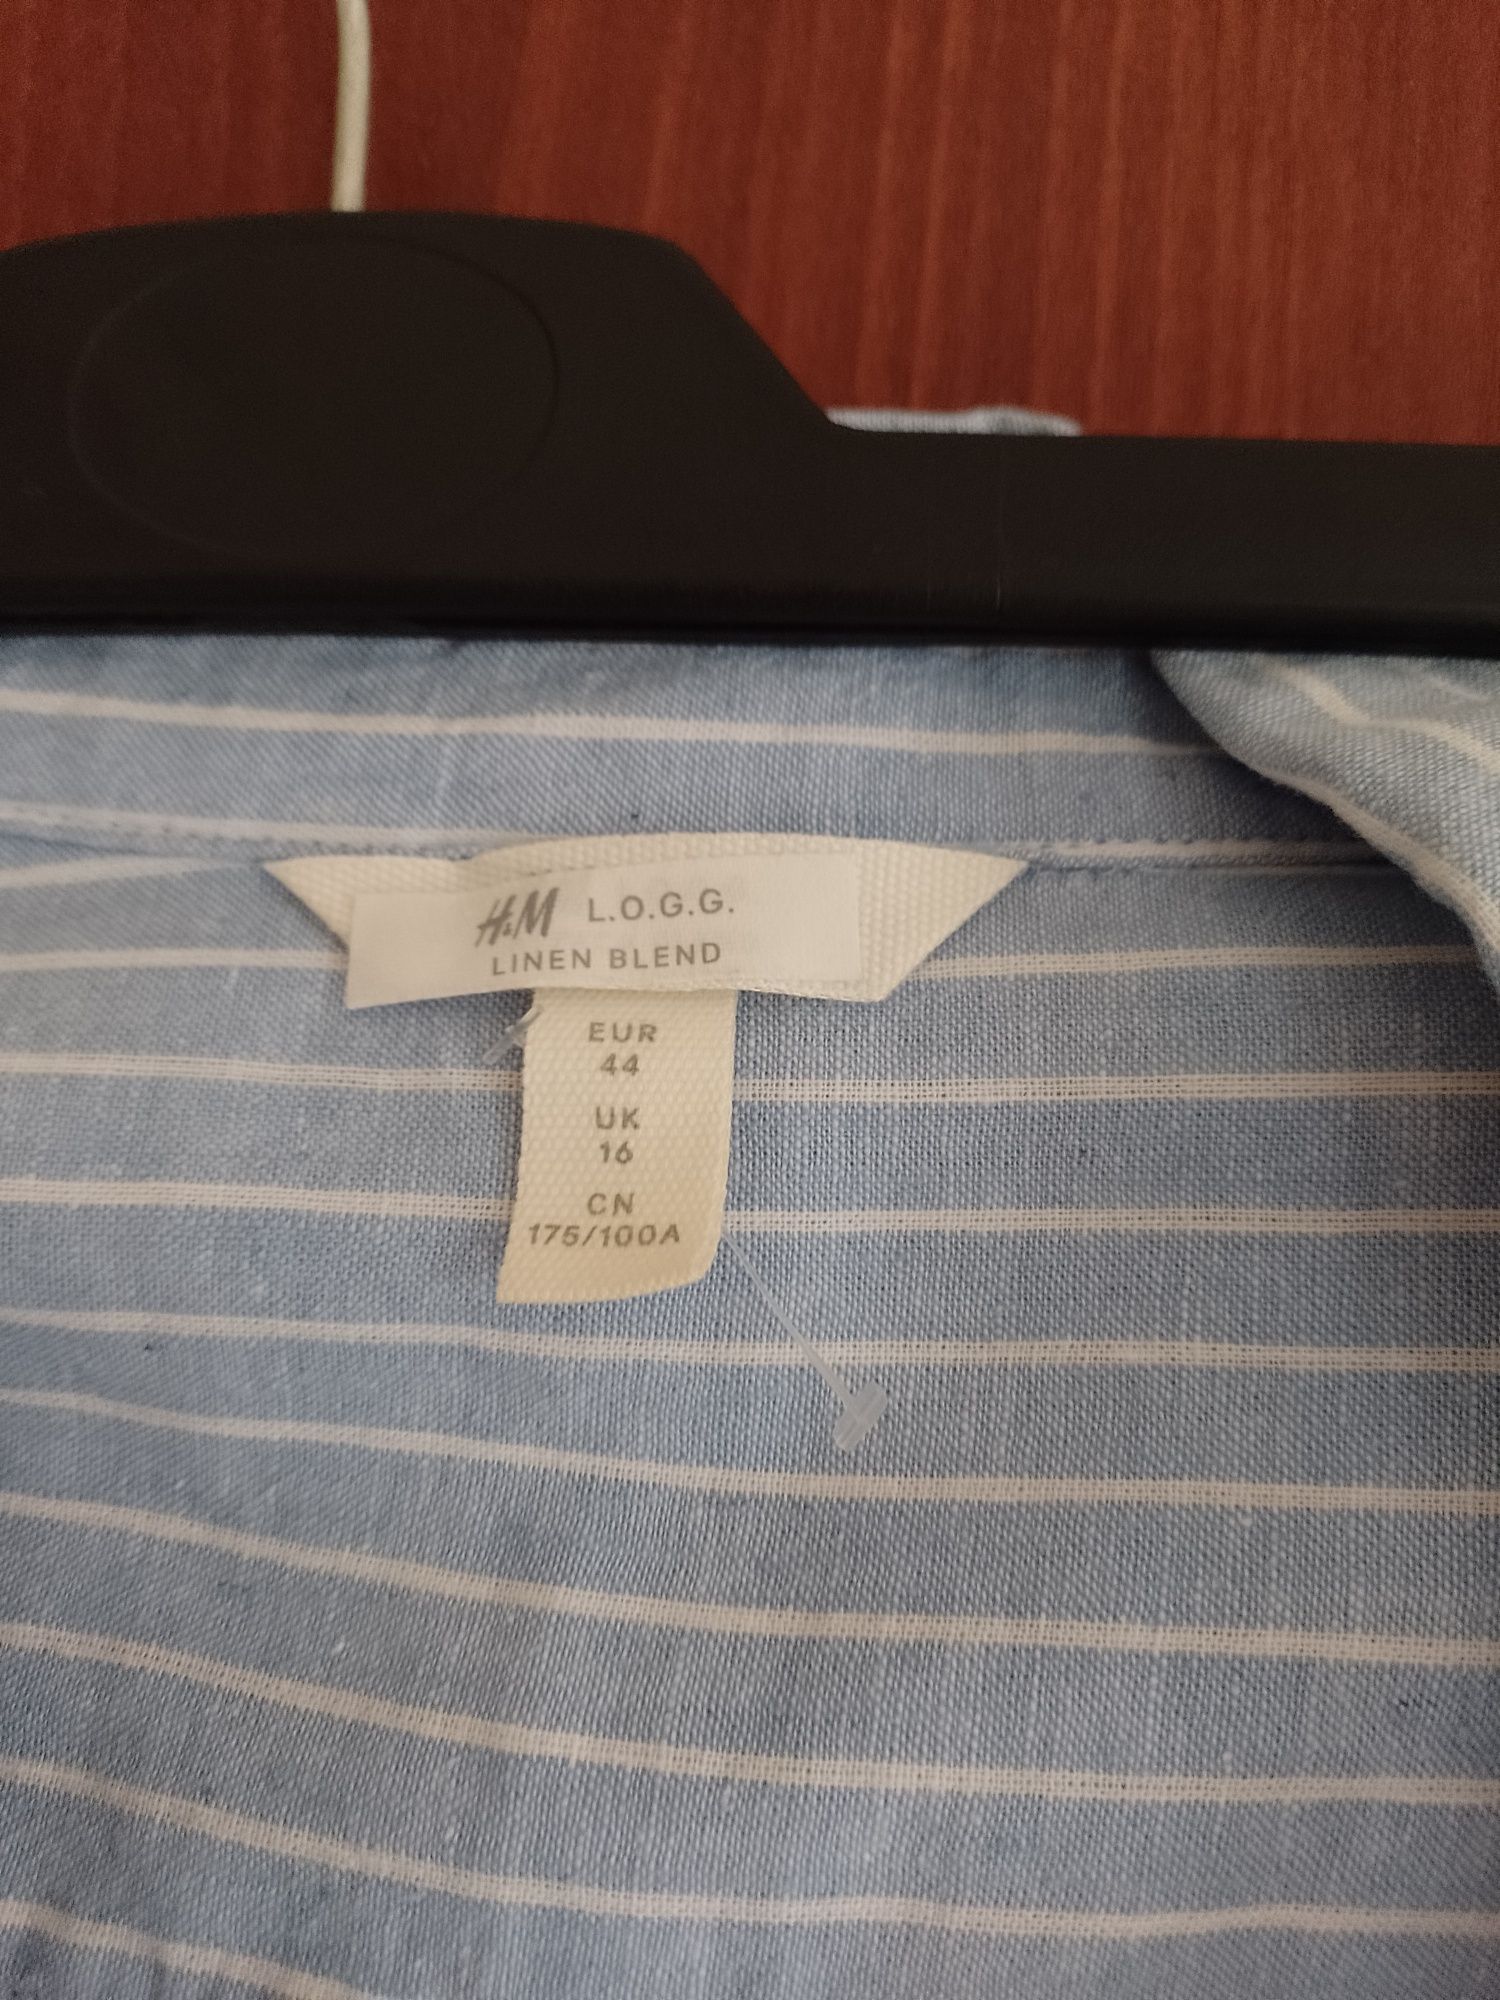 H&M L.O.G.G.
LINEN BLEND
EUR
44
UK
16
CN
175/100A